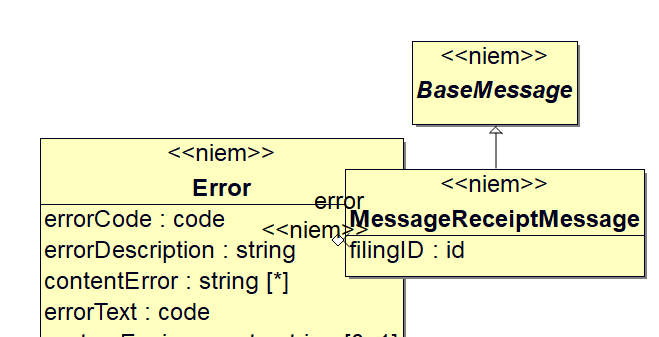 <<niem>>
BaseMessage
<<niem>>
Error
errorCode : code
errorDescription : string
contentError : string [*]
errorText : code
error
<<niem>>
<<niem>>
MessageReceiptMessage
filingID : id